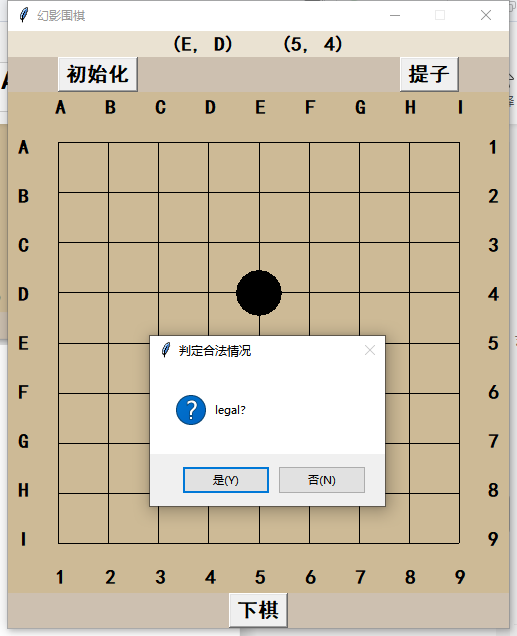 幻影围棋
(E, D) (5, 4)
初始化 提子
A B C D E F G H I
A 1
B 2
C 3
D 4
判定合法情况
E 5
legal?
F 6
G 7
是(Y) 否(N)
H 8
I 9
1 2 3 4 5 6 7 8 9
下棋